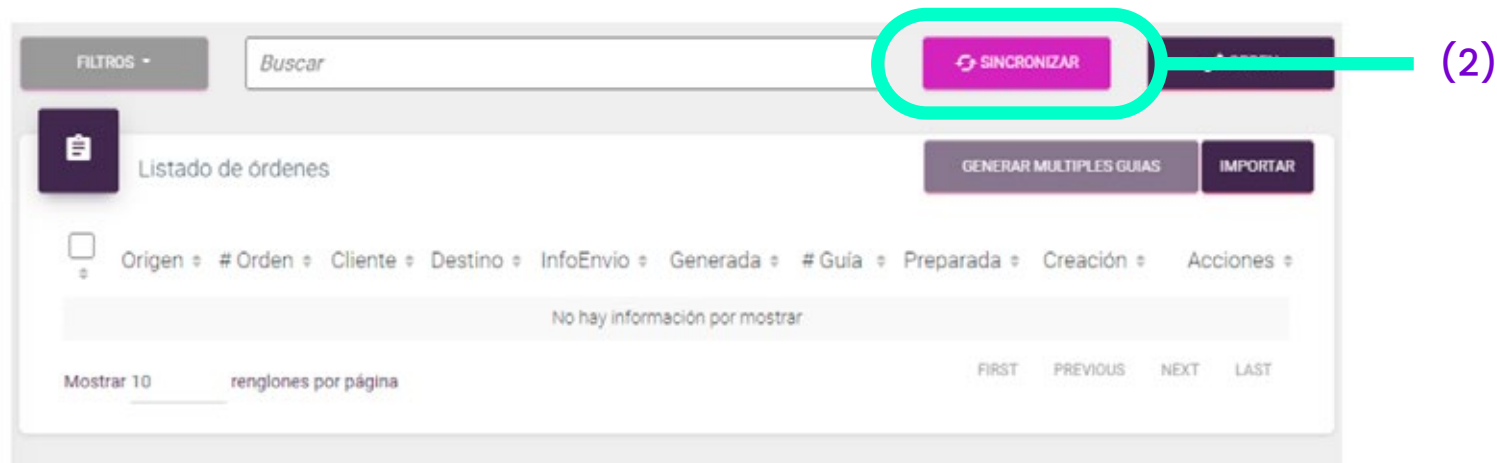 FILTROS
Buscar
SINCRONIZAR
(2)
Listado de órdenes
GENERAR MULTIPLES GUIAS
IMPORTAR
Origen # Orden Cliente Destino InfoEnvio Generada # Guía Preparada Creación Acciones
No hay información por mostrar
Mostrar 10 renglones por página
FIRST PREVIOUS NEXT LAST